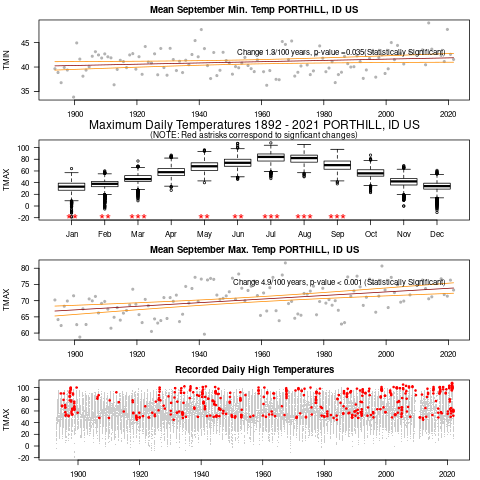 Mean September Min. Temp PORTHILL, ID US
TMIN
45
40
35
Change 1.8/100 years, p-value =0.035(Statistically Significant)
1900 1920 1940 1960 1980 2000 2020
Maximum Daily Temperatures 1892 - 2021 PORTHILL, ID US
(NOTE: Red astrisks correspond to signficant changes)
TMAX
100
80
60
40
20
0
-20
** ** *** ** ** *** *** ***
Jan Feb Mar Apr May Jun Jul Aug Sep Oct Nov Dec
Mean September Max. Temp PORTHILL, ID US
TMAX
80
75
70
65
60
Change 4.9/100 years, p-value < 0.001 (Statistically Significant)
1900 1920 1940 1960 1980 2000 2020
Recorded Daily High Temperatures
TMAX
100
80
60
40
20
0
-20
1900 1920 1940 1960 1980 2000 2020